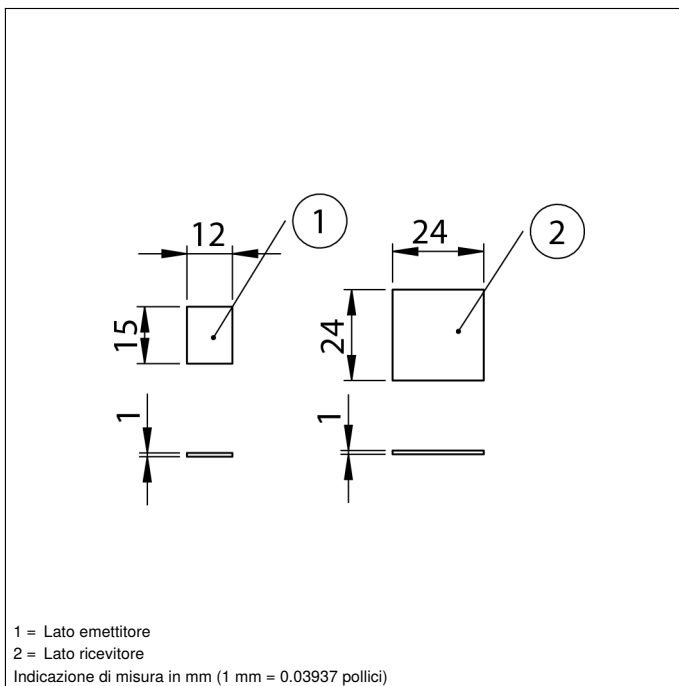 1
2
12
24
15
24
1
1
1 = Lato emettitore
2 = Lato ricevitore
Indicazione di misura in mm (1 mm = 0.03937 pollici)